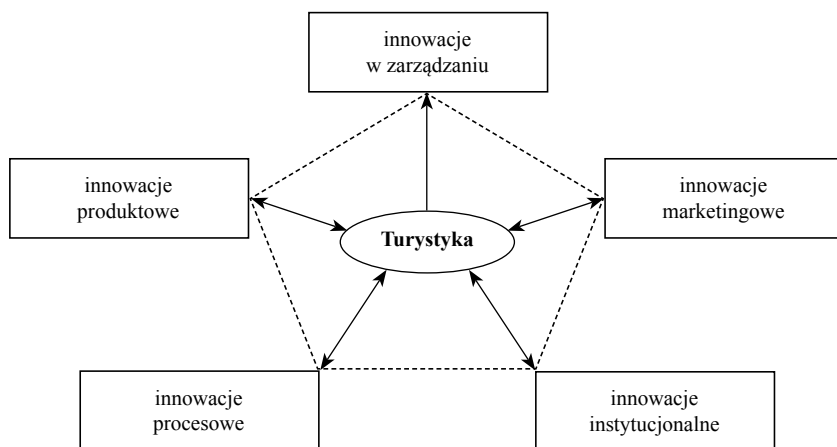 innowacje
w zarządzaniu
innowacje
produktowe
innowacje
marketingowe
Turystyka
innowacje
procesowe
innowacje
instytucjonalne